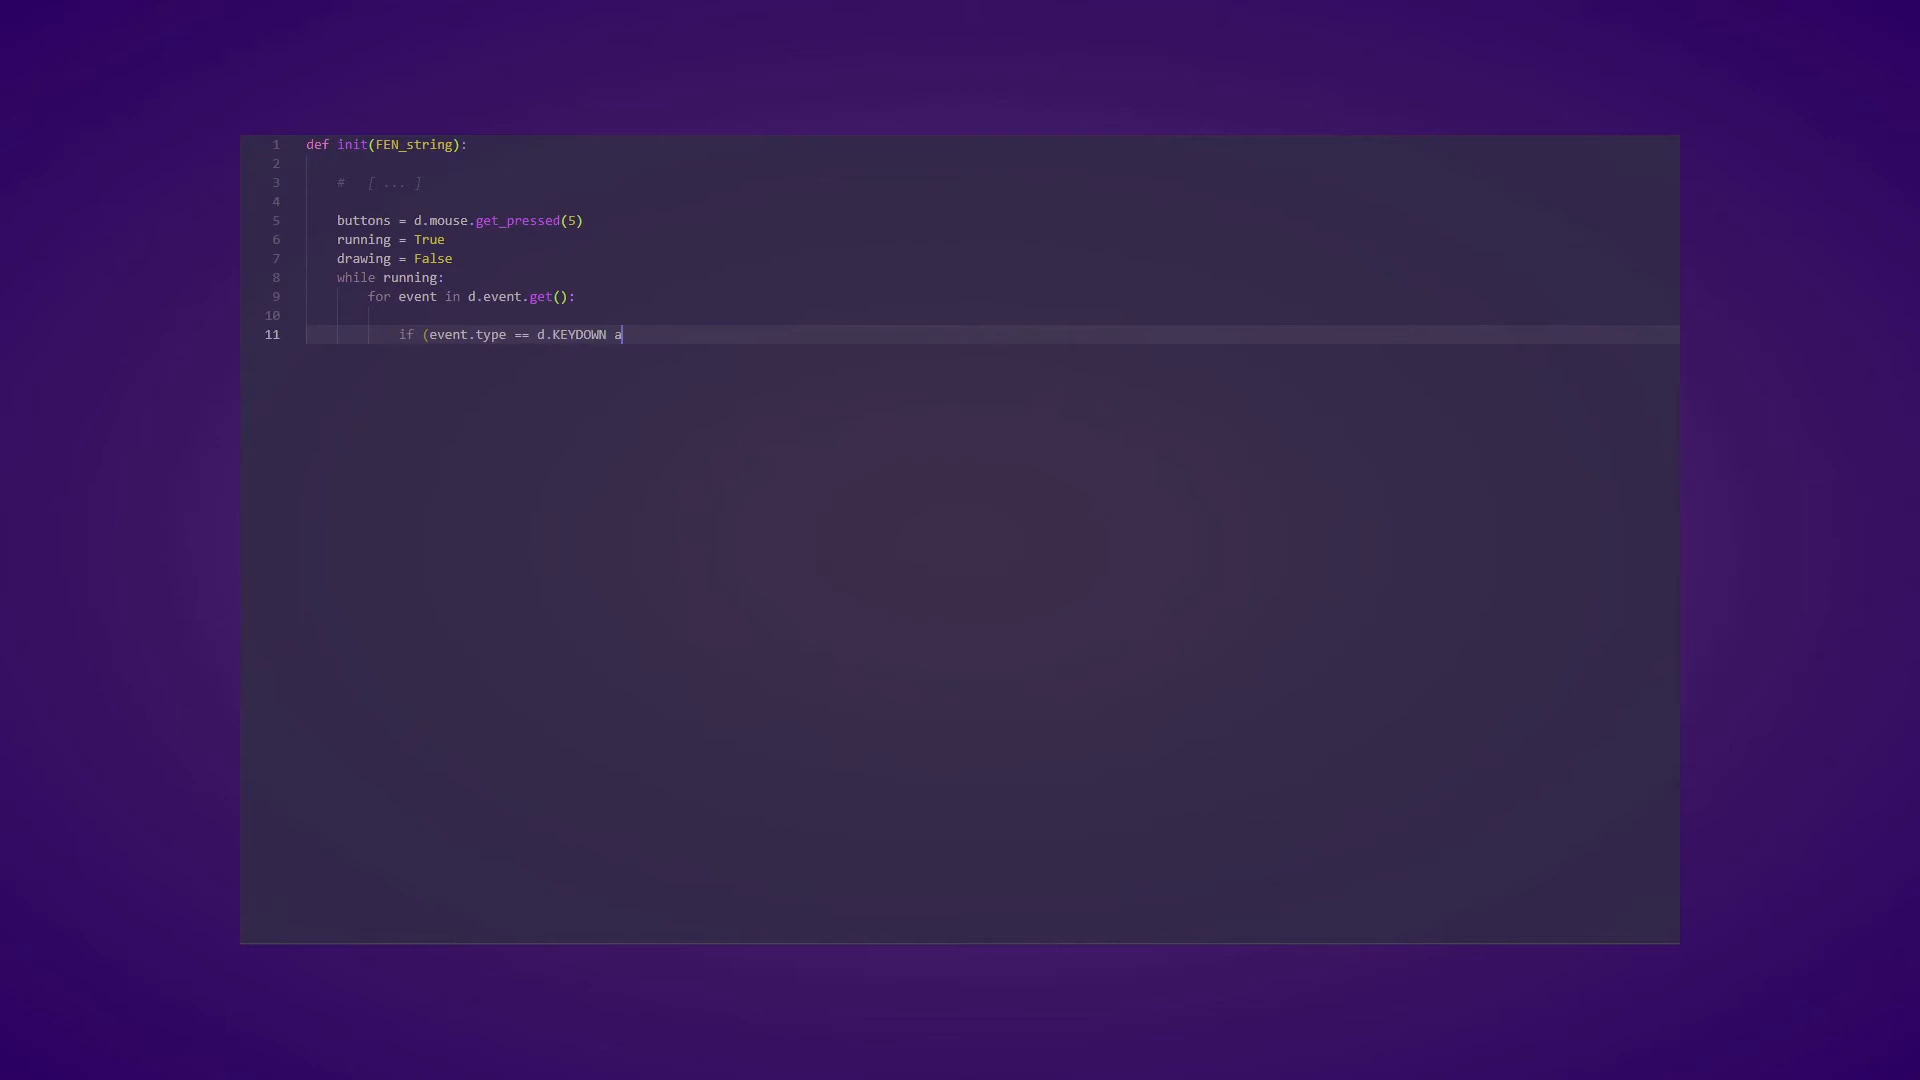 1 def init(FEN_string):
2
3 # [ ... ]
4
5 buttons = d.mouse.get_pressed(5)
6 running = True
7 drawing = False
8 while running:
9 for event in d.event.get():
10
11 if (event.type == d.KEYDOWN a